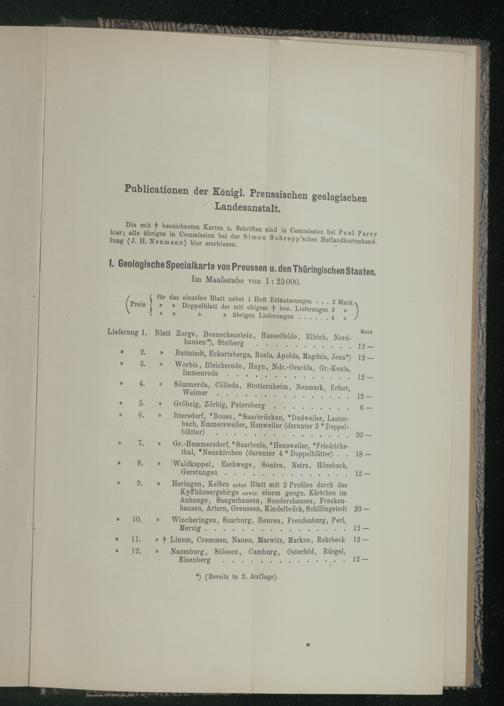 Publicationen der Königl. Preussischen geologischen
Landesanstalt.
Die mit † bezeichneten Karten u. Schriften sind in Commission bei Paul Parey
hier; alle übrigen in Commission bei der Simon Schropp'schen Hoflandkartenhand-
lung (J. H. Neumann) hier erschienen.
I. Geologische Specialkarte von Preussen u. den Thüringischen Staaten.
Im Maafsstabe von 1 : 25000.
(Preis { für das einzelne Blatt nebst 1 Heft Erläuterungen . . . 2 Mark.
» » Doppelblatt der mit obigem † bez. Lieferungen 3 »
» » » » übrigen Lieferungen . . . . . . 4 » )
Mark
Lieferung 1. Blatt Zorge, Benneckenstein, Hasselfelde, Ellrich, Nord-
hausen*), Stolberg . . . . . . . . . . . 12 —
» 2. » Buttstedt, Eckartsberga, Rosla, Apolda, Magdala, Jena*) 12 —
» 3. » Worbis, Bleicherode, Hayn, Ndr.-Orschla, Gr.-Keula,
Immenrode . . . . . . . . . . . . . . 12 —
» 4. » Sömmerda, Cölleda, Stotternheim, Neumark, Erfurt,
Weimar . . . . . . . . . . . . . . . 12 —
» 5. » Gröbzig, Zörbig, Petersberg . . . . . . . . . 6 —
» 6. » Ittersdorf, *Bouss, *Saarbrücken, *Dudweiler, Lauter-
bach, Emmersweiler, Hanweiler (darunter 3 * Doppel-
blätter) . . . . . . . . . . . . . . . 20 —
» 7. » Gr.-Hemmersdorf, *Saarlouis, *Heusweiler, *Friedrichs-
thal, *Neunkirchen (darunter 4 * Doppelblätter) . . 18 —
» 8. » Waldkappel, Eschwege, Sontra, Netra, Hönebach,
Gerstungen . . . . . . . . . . . . . . 12 —
» 9. » Heringen, Kelbra nebst Blatt mit 2 Profilen durch das
Kyffhäusergebirge sowie einem geogn. Kärtchen im
Anhange, Sangerhausen, Sondershausen, Franken-
hausen, Artern, Greussen, Kindelbrück, Schillingstedt 20 —
» 10. » Wincheringen, Saarburg, Beuren, Freudenburg, Perl,
Merzig . . . . . . . . . . . . . . . 12 —
» 11. » † Linum, Cremmen, Nauen, Marwitz, Markau, Rohrbeck 12 —
» 12. » Naumburg, Stössen, Camburg, Osterfeld, Bürgel,
Eisenberg . . . . . . . . . . . . . . 12 —
*) (Bereits in 2. Auflage).
*